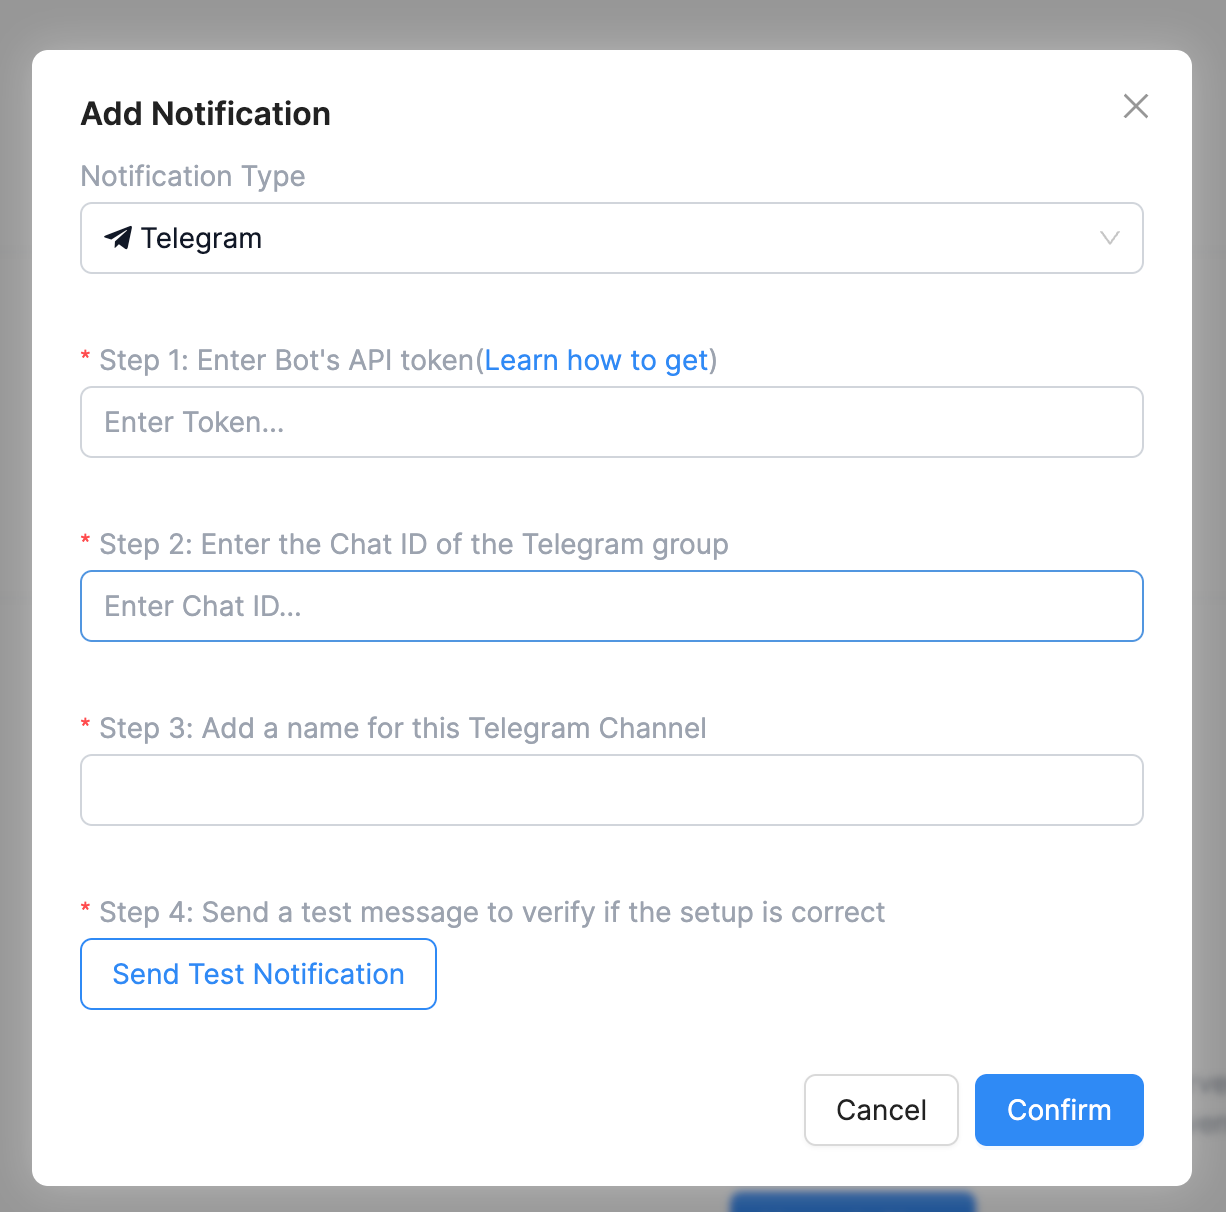 Add Notification
Notification Type
Telegram
* Step 1: Enter Bot's API token(Learn how to get)
Enter Token...
* Step 2: Enter the Chat ID of the Telegram group
Enter Chat ID...
* Step 3: Add a name for this Telegram Channel
* Step 4: Send a test message to verify if the setup is correct
Send Test Notification
Cancel Confirm